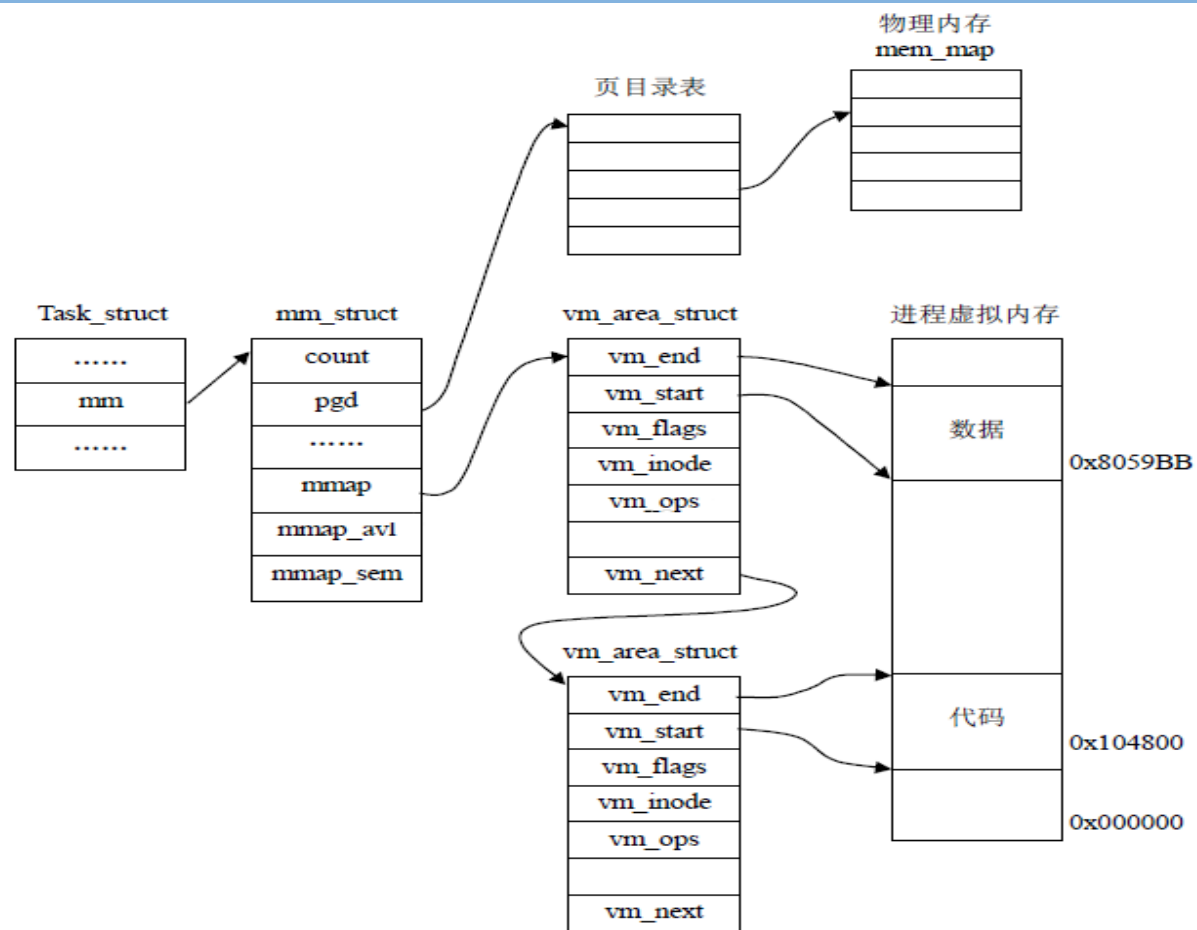 物理内存
mem_map
页目录表
Task_struct
......
mm
......
mm_struct
count
pgd
......
mmap
mmap_avl
mmap_sem
vm_area_struct
vm_end
vm_start
vm_flags
vm_inode
vm_ops
vm_next
进程虚拟内存
数据
0x8059BB
代码
0x104800
0x000000
vm_area_struct
vm_end
vm_start
vm_flags
vm_inode
vm_ops
vm_next